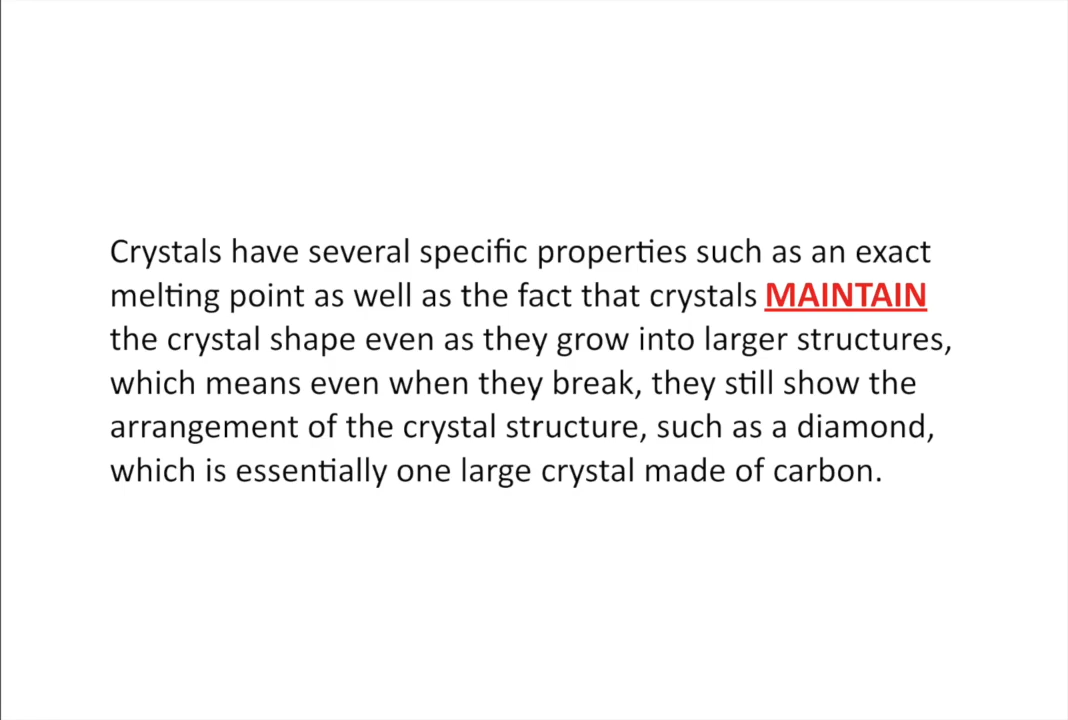 Crystals have several specific properties such as an exact
melting point as well as the fact that crystals MAINTAIN
the crystal shape even as they grow into larger structures,
which means even when they break, they still show the
arrangement of the crystal structure, such as a diamond,
which is essentially one large crystal made of carbon.